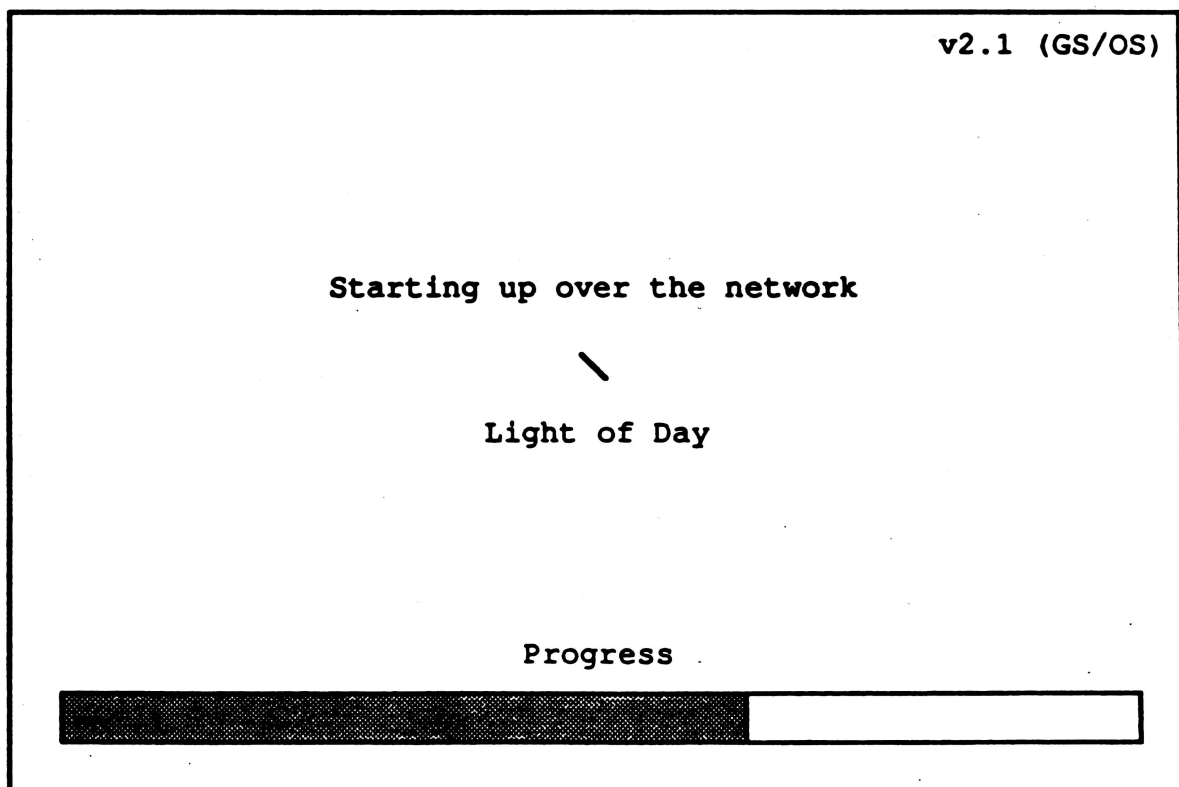 v2.1 (GS/OS)
Starting up over the network
\
Light of Day
Progress